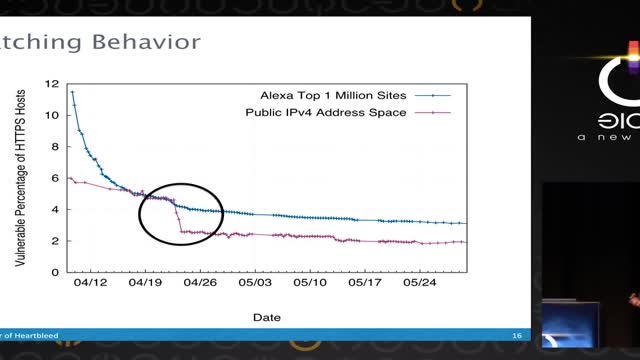 tching Behavior
Alexa Top 1 Million Sites
Public IPv4 Address Space
Vulnerable Percentage of HTTPS Hosts
12
10
8
6
4
2
0
04/12 04/19 04/26 05/03 05/10 05/17 05/24
Date
r of Heartbleed
16
a new